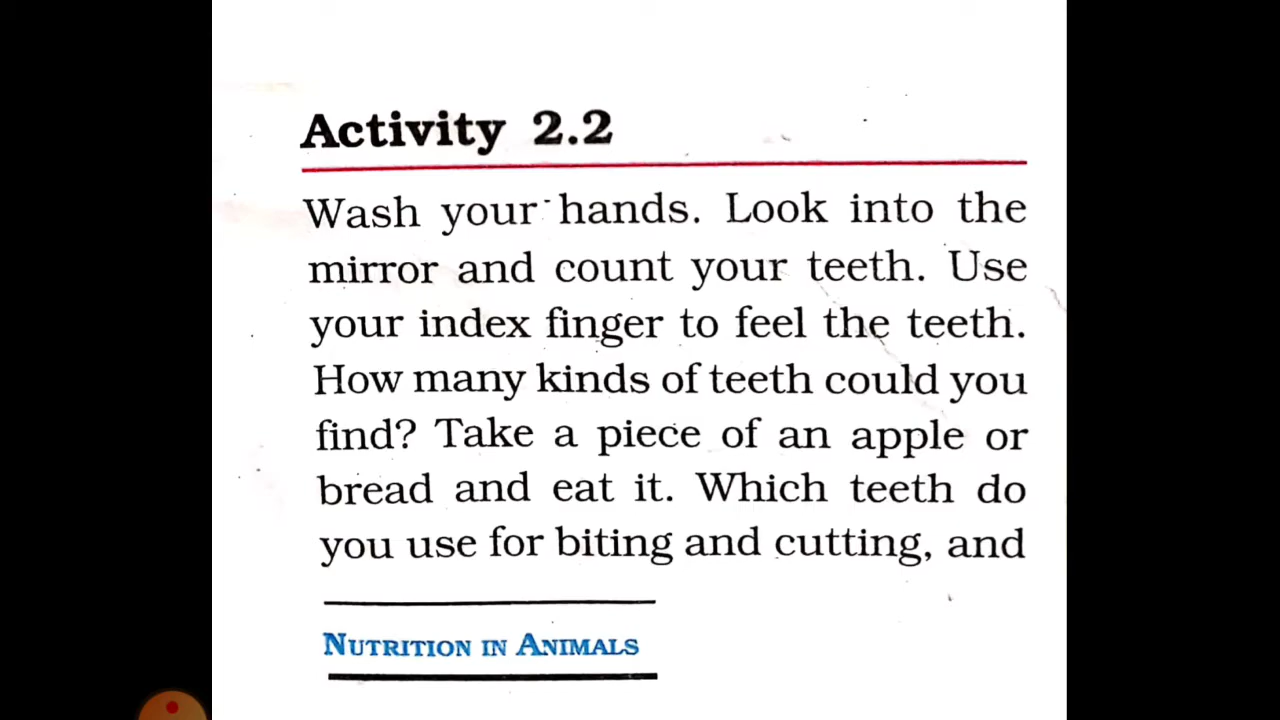 Activity 2.2
Wash your hands. Look into the
mirror and count your teeth. Use
your index finger to feel the teeth.
How many kinds of teeth could you
find? Take a piece of an apple or
bread and eat it. Which teeth do
you use for biting and cutting, and
NUTRITION IN ANIMALS